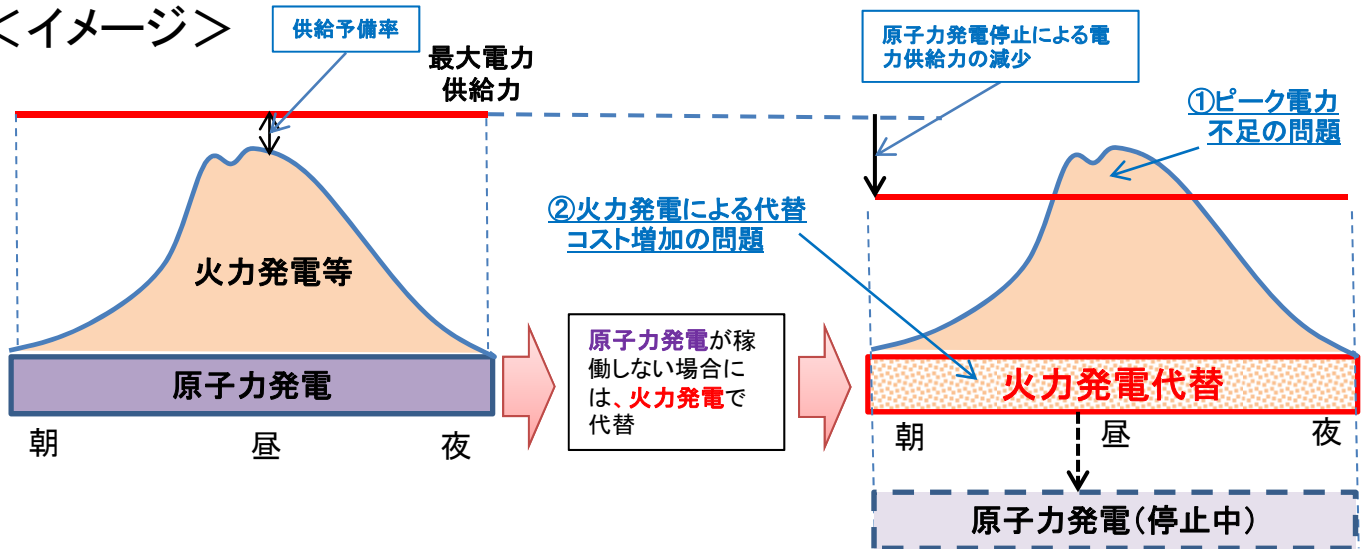 ＜イメージ＞
供給予備率
最大電力
供給力
火力発電等
原子力発電
朝
昼
夜
②火力発電による代替
コスト増加の問題
原子力発電が稼
働しない場合に
は、火力発電で
代替
原子力発電停止による電
力供給力の減少
①ピーク電力
不足の問題
火力発電代替
朝
昼
夜
原子力発電（停止中）